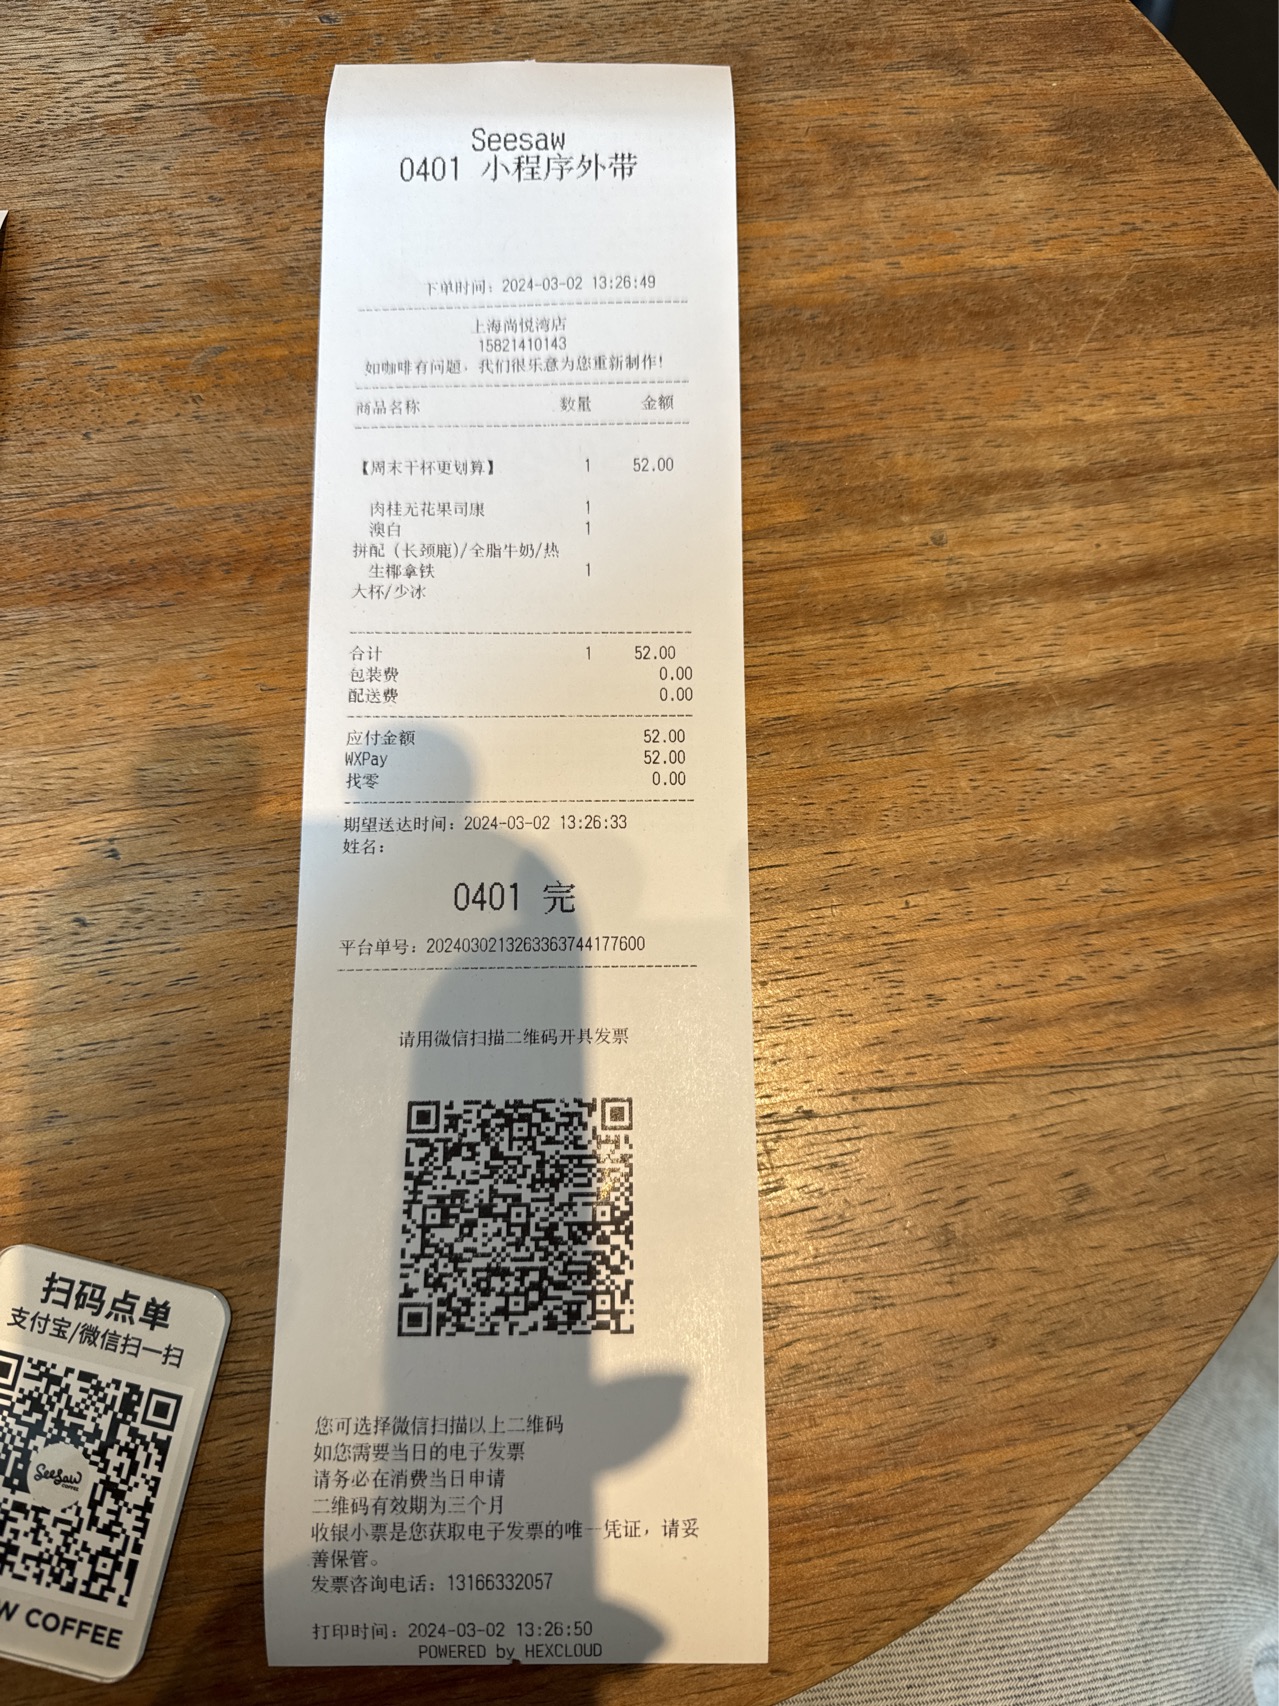 Seesaw
0401 小程序外带
下单时间: 2024-03-02 13:26:49
上海尚悦湾店
15821410143
如咖啡有问题, 我们很乐意为您重新制作!
商品名称 数量 金额
【周末干杯更划算】 1 52.00
肉桂无花果司康 1
澳白 1
拼配 (长颈鹿)/全脂牛奶/热
生椰拿铁 1
大杯/少冰
合计 1 52.00
包装费 0.00
配送费 0.00
应付金额 52.00
WXPay 52.00
找零 0.00
期望送达时间: 2024-03-02 13:26:33
姓名:
0401 完
平台单号: 2024030213263363744177600
请用微信扫描二维码开具发票
您可选择微信扫描以上二维码
如您需要当日的电子发票
请务必在消费当日申请
二维码有效期为三个月
收银小票是您获取电子发票的唯一凭证, 请妥
善保管。
发票咨询电话: 13166332057
打印时间: 2024-03-02 13:26:50
POWERED by HEXCLOUD
扫码点单
支付宝/微信扫一扫
Seesaw
COFFEE
W COFFEE